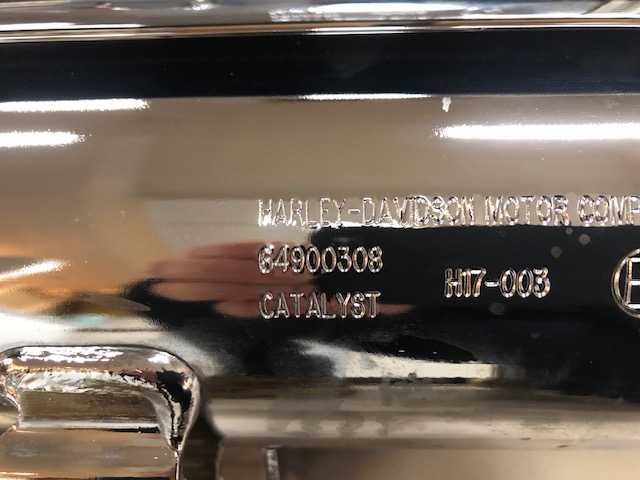 HARLEY-DAVIDSON MOTOR COMP
64900308
H17-003
CATALYST
E